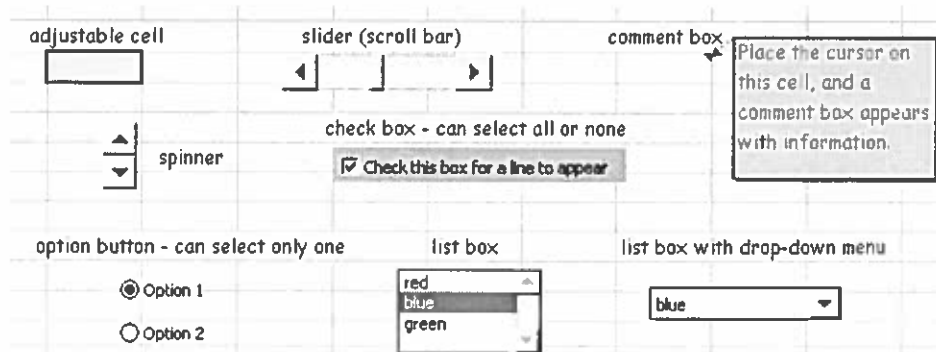 adjustable cell
slider (scroll bar)
comment box
Place the cursor on
this cell, and a
comment box appears
with information.
spinner
check box - can select all or none
Check this box for a line to appear
option button - can select only one
Option 1
Option 2
list box
red
blue
green
list box with drop-down menu
blue